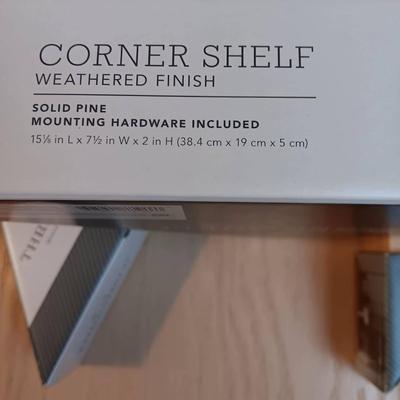 CORNER SHELF
WEATHERED FINISH
SOLID PINE
MOUNTING HARDWARE INCLUDED
15⅛ in L x 7½ in W x 2 in H (38.4 cm x 19 cm x 5 cm)